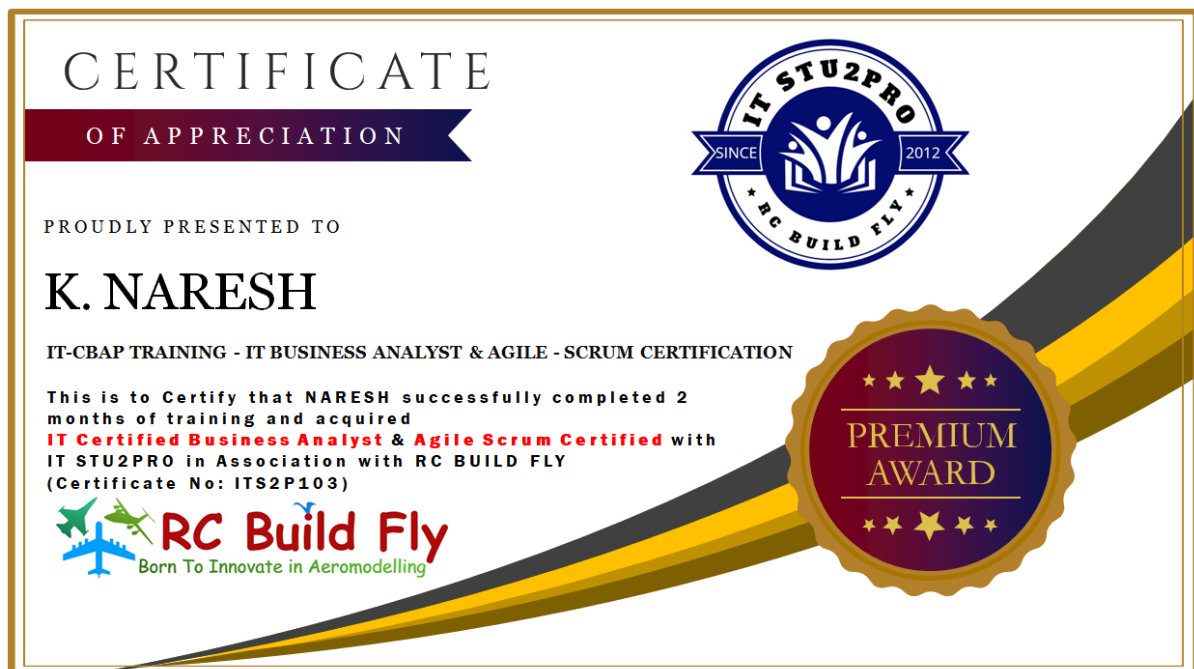 CERTIFICATE
OF APPRECIATION
IT STU2PRO
SINCE
2012
RC BUILD FLY
PROUDLY PRESENTED TO
K. NARESH
IT-CBAP TRAINING - IT BUSINESS ANALYST & AGILE - SCRUM CERTIFICATION
This is to Certify that NARESH successfully completed 2
months of training and acquired
IT Certified Business Analyst & Agile Scrum Certified with
IT STU2PRO in Association with RC BUILD FLY
(Certificate No: ITS2P103)
RC Build Fly
Born To Innovate in Aeromodelling
PREMIUM
AWARD